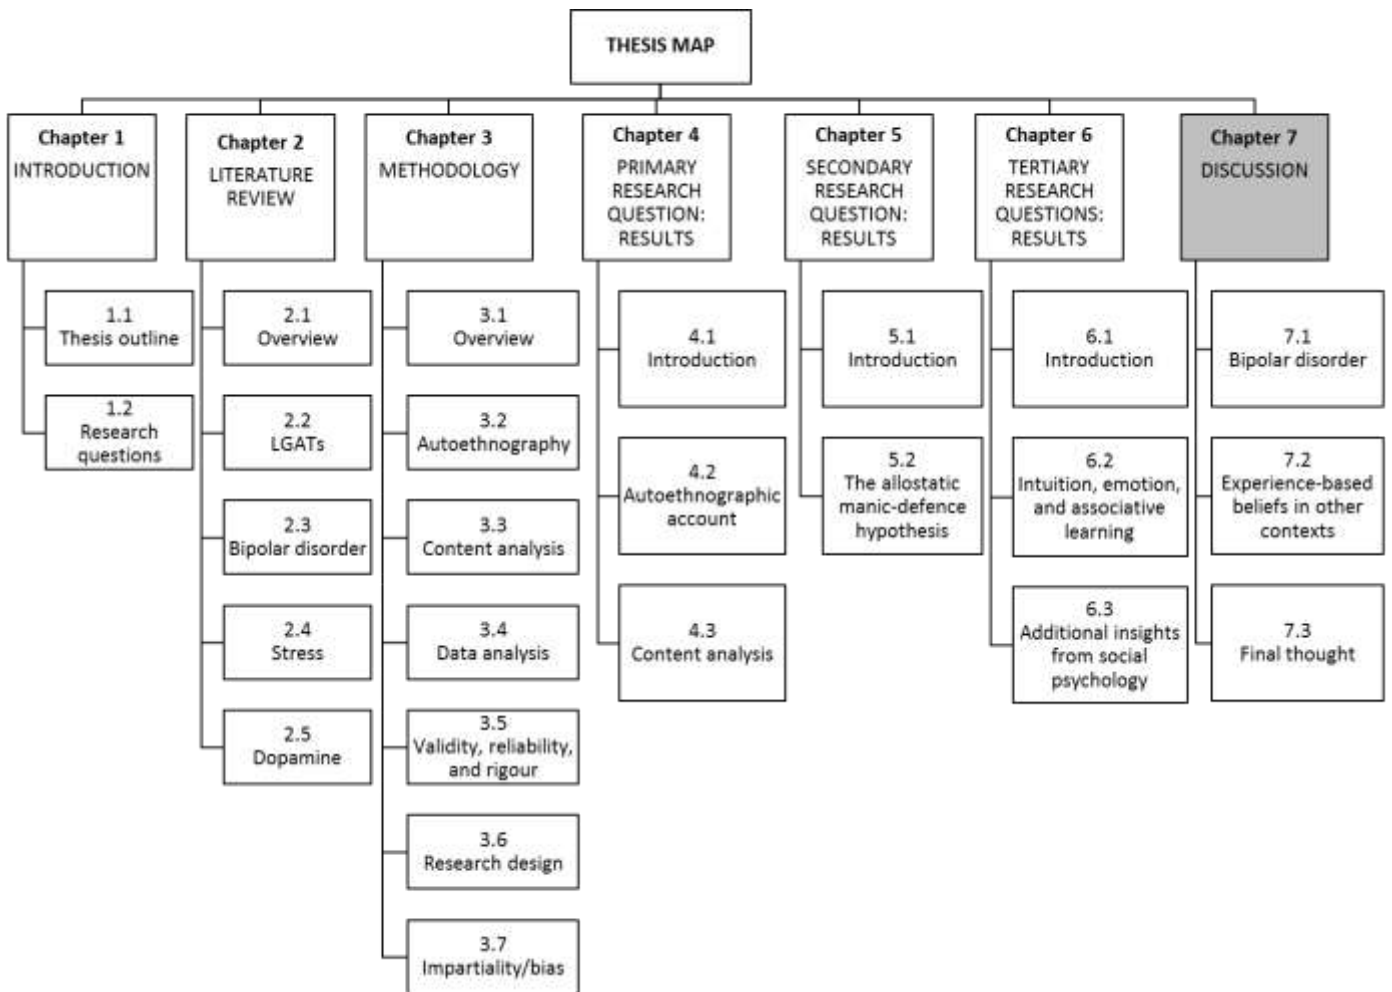 THESIS MAP
Chapter 1
INTRODUCTION
1.1
Thesis outline
1.2
Research
questions
Chapter 2
LITERATURE
REVIEW
2.1
Overview
2.2
LGATs
2.3
Bipolar disorder
2.4
Stress
2.5
Dopamine
Chapter 3
METHODOLOGY
3.1
Overview
3.2
Autoethnography
3.3
Content analysis
3.4
Data analysis
3.5
Validity, reliability,
and rigour
3.6
Research design
3.7
Impartiality/bias
Chapter 4
PRIMARY
RESEARCH
QUESTION:
RESULTS
4.1
Introduction
4.2
Autoethnographic
account
4.3
Content analysis
Chapter 5
SECONDARY
RESEARCH
QUESTION:
RESULTS
5.1
Introduction
5.2
The allostatic
manic-defence
hypothesis
Chapter 6
TERTIARY
RESEARCH
QUESTIONS:
RESULTS
6.1
Introduction
6.2
Intuition, emotion,
and associative
learning
6.3
Additional insights
from social
psychology
Chapter 7
DISCUSSION
7.1
Bipolar disorder
7.2
Experience-based
beliefs in other
contexts
7.3
Final thought